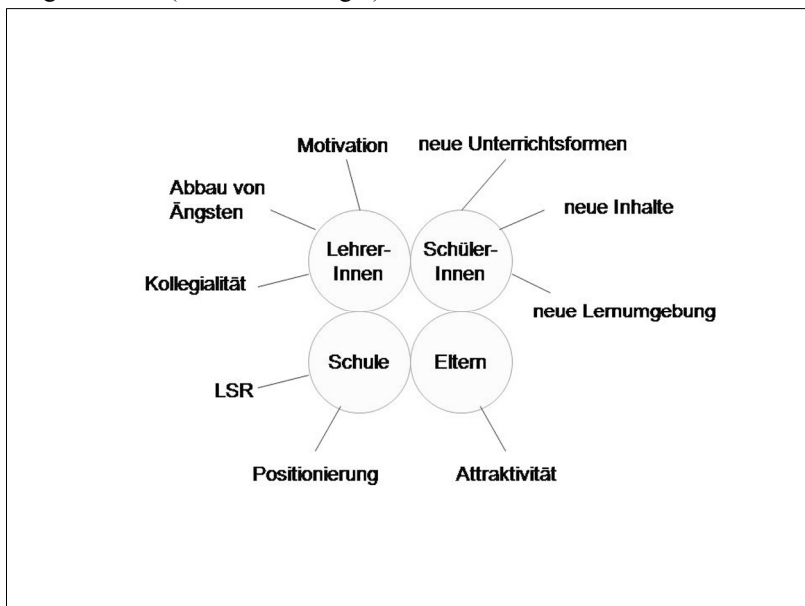 Motivation
neue Unterrichtsformen
Abbau von
Ängsten
neue Inhalte
Lehrer-
Innen
Schüler-
Innen
Kollegialität
neue Lernumgebung
Schule
Eltern
LSR
Positionierung
Attraktivität